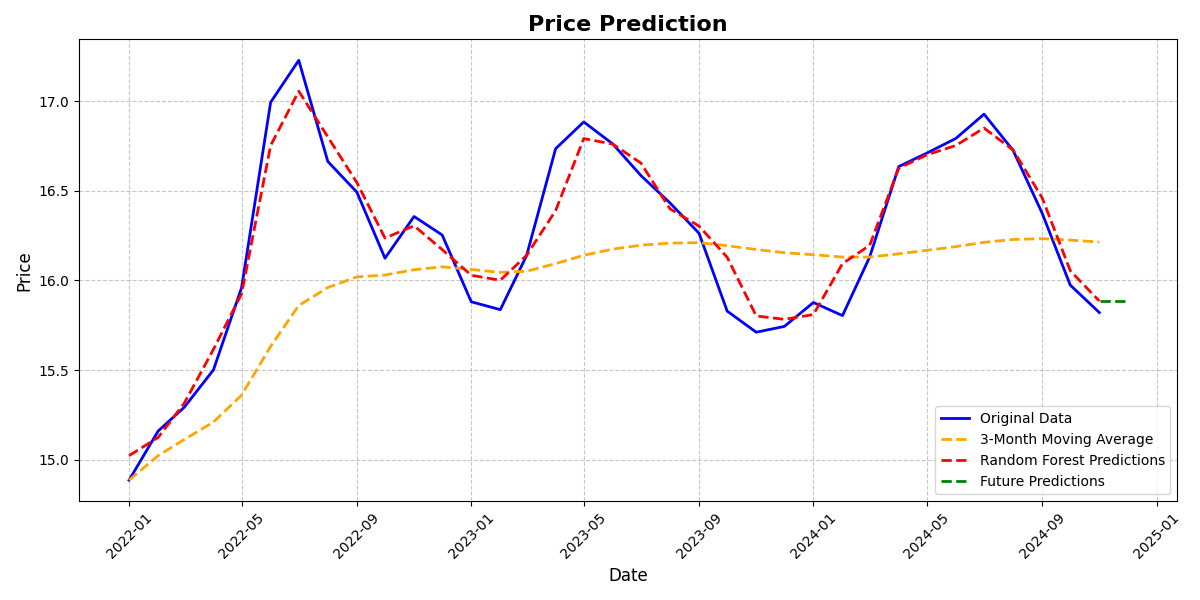 Price Prediction
Price
17.0
16.5
16.0
15.5
15.0
2022-01
2022-05
2022-09
2023-01
2023-05
2023-09
2024-01
2024-05
2024-09
2025-01
Date
Original Data
3-Month Moving Average
Random Forest Predictions
Future Predictions